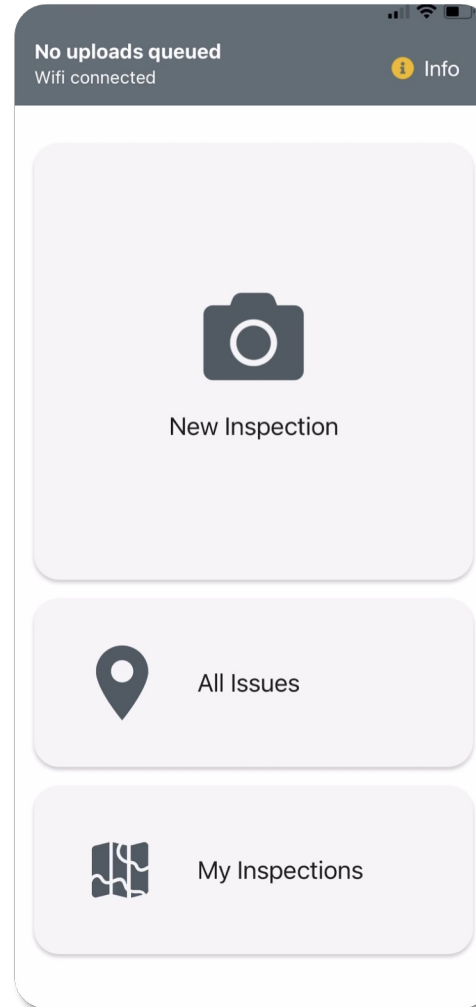 No uploads queued
Wifi connected
Info
New Inspection
All Issues
My Inspections